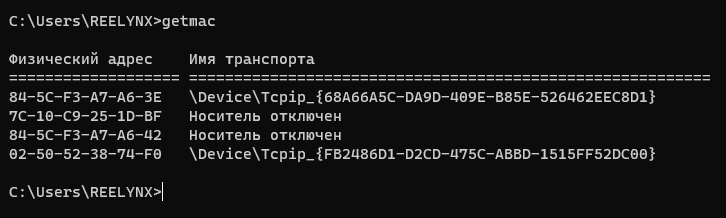 C:\Users\REELYNX>getmac
Физический адрес    Имя транспорта
=================== ==========================================================
84-5C-F3-A7-A6-3E   \Device\Tcpip_{68A66A5C-DA9D-409E-B85E-526462EEC8D1}
7C-10-C9-25-1D-BF   Носитель отключен
84-5C-F3-A7-A6-42   Носитель отключен
02-50-52-38-74-F0   \Device\Tcpip_{FB2486D1-D2CD-475C-ABBD-1515FF52DC00}
C:\Users\REELYNX>